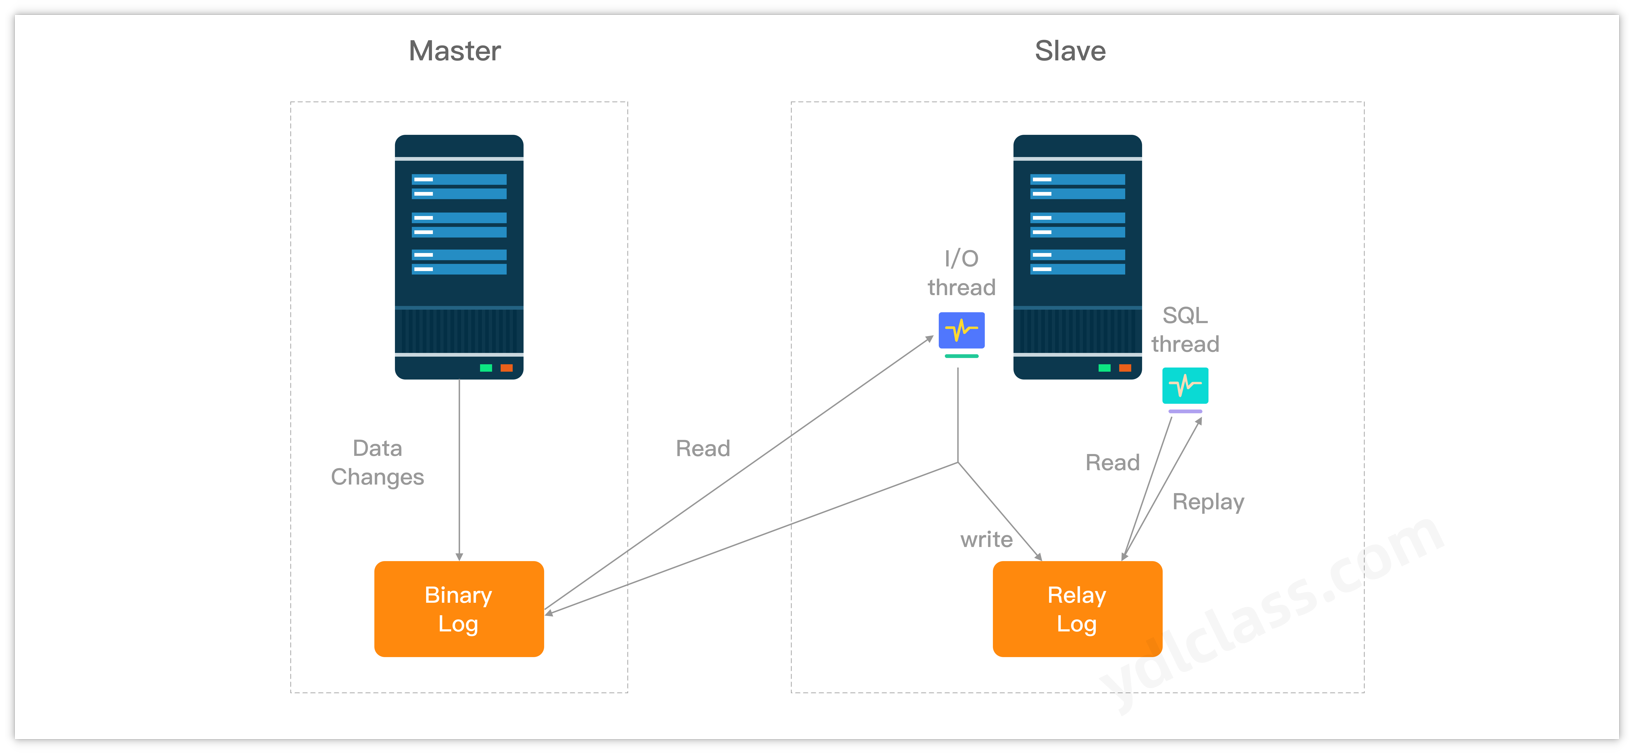 Master
Slave
I/O
thread
SQL
thread
Data
Changes
Read
Read
Replay
write
Binary
Log
Relay
Log
ydlclass.com